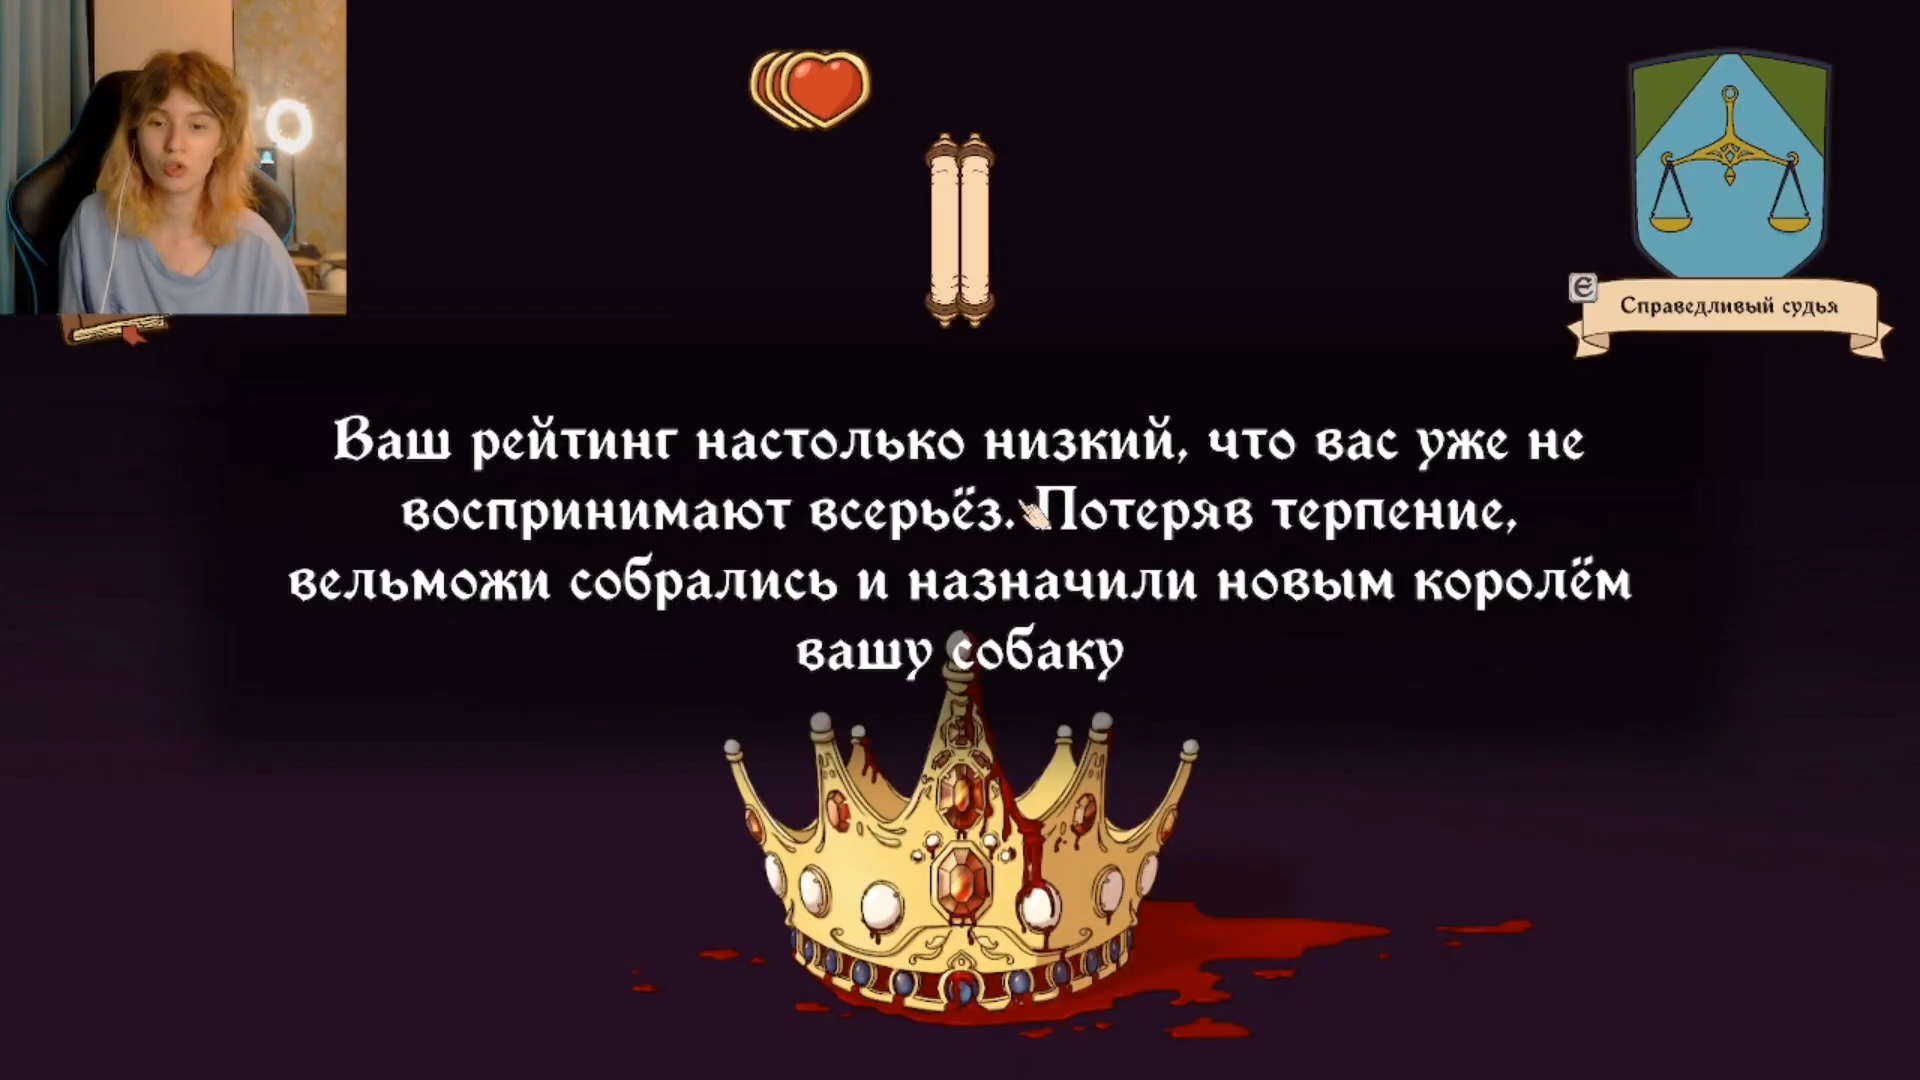 Є
Справедливый судья
Ваш рейтинг настолько низкий, что вас уже не
воспринимают всерьёз. Потеряв терпение,
вельможи собрались и назначили новым королём
вашу собаку